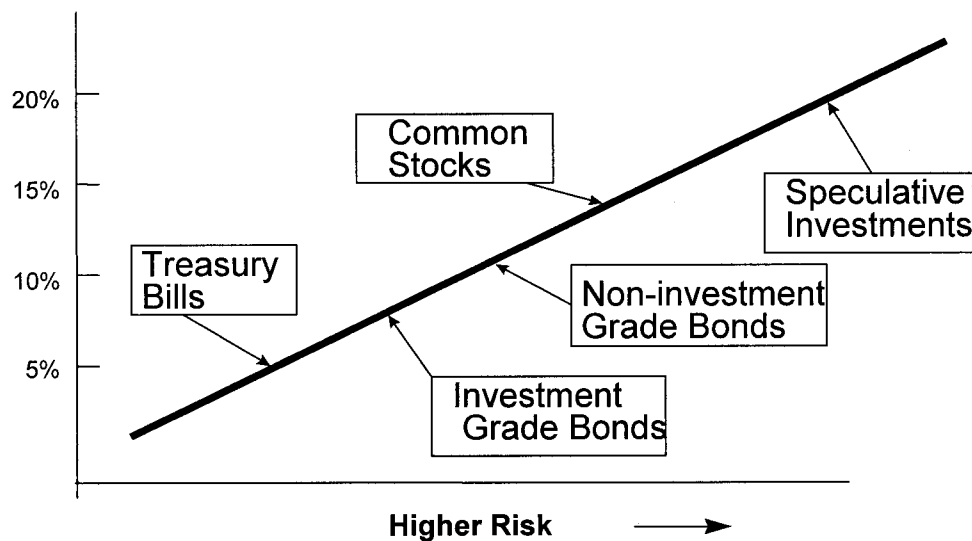 20%
Common
Stocks
15%
Speculative
Investments
Treasury
Bills
10%
Non-investment
Grade Bonds
5%
Investment
Grade Bonds
Higher Risk